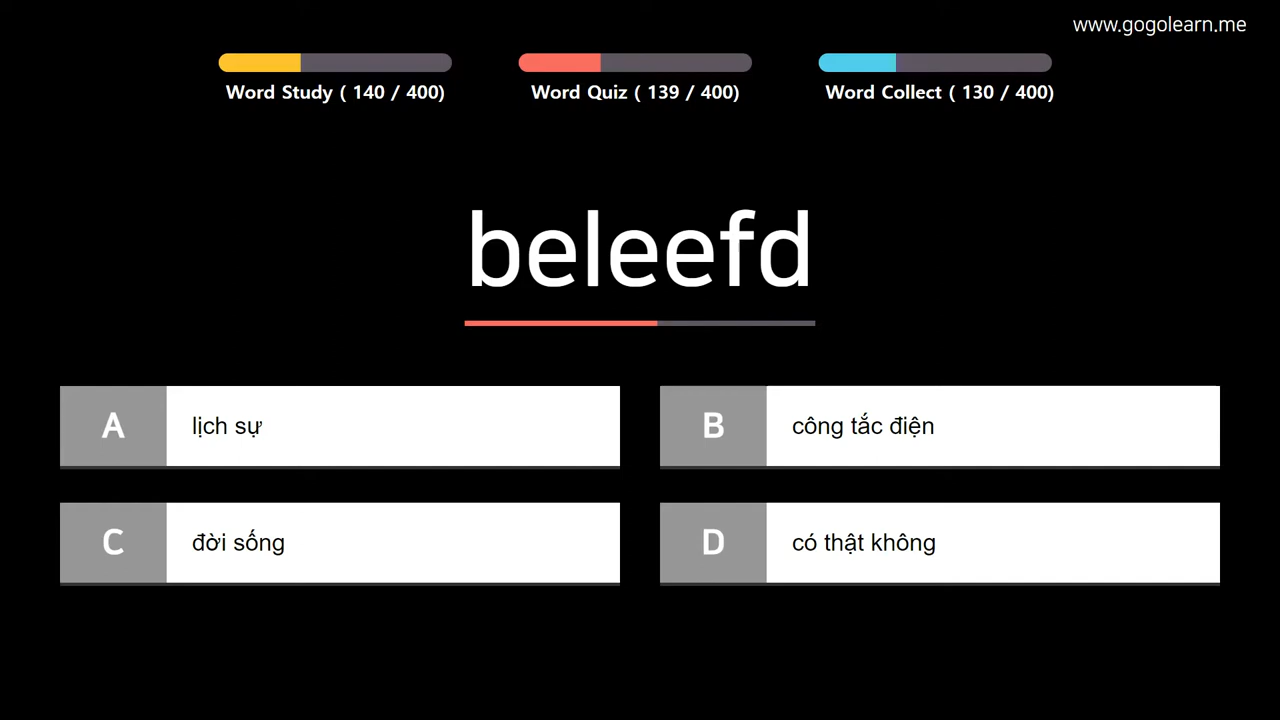 www.gogolearn.me
Word Study ( 140 / 400)
Word Quiz ( 139 / 400)
Word Collect ( 130 / 400)
beleefd
A lịch sự
B công tắc điện
C đời sống
D có thật không